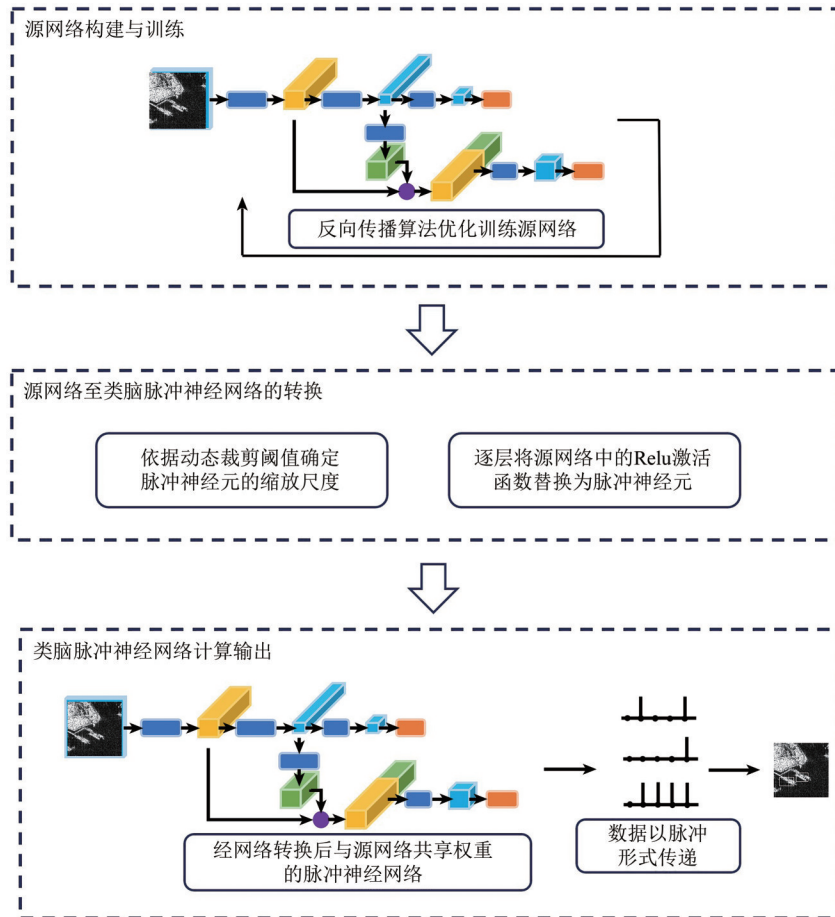 源网络构建与训练
反向传播算法优化训练源网络
源网络至类脑脉冲神经网络的转换
依据动态裁剪阈值确定
脉冲神经元的缩放尺度
逐层将源网络中的Relu激活
函数替换为脉冲神经元
类脑脉冲神经网络计算输出
经网络转换后与源网络共享权重
的脉冲神经网络
数据以脉冲
形式传递